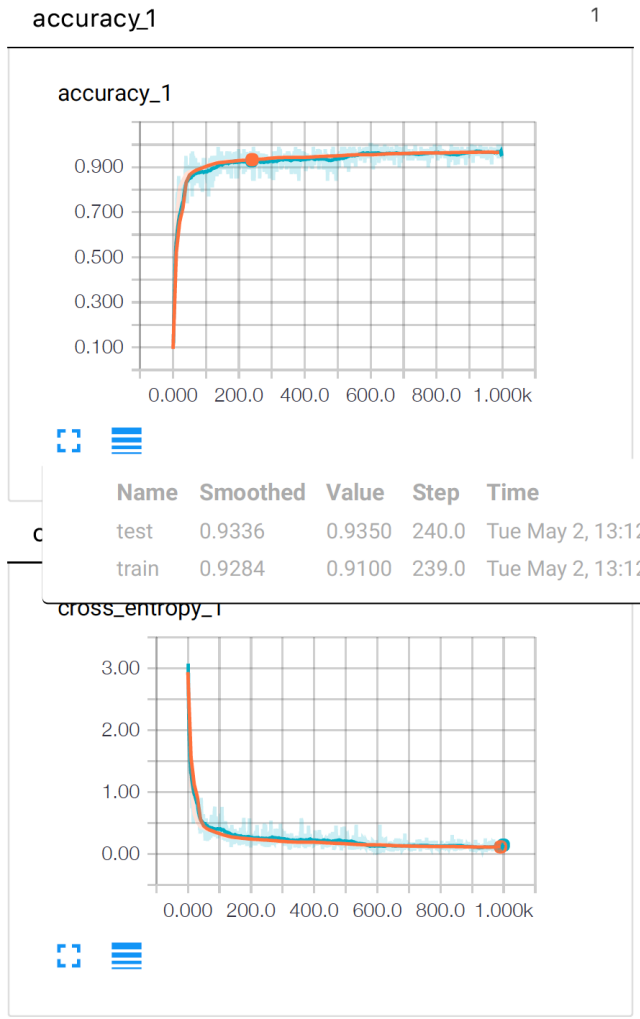 accuracy_1 1
accuracy_1
0.900
0.700
0.500
0.300
0.100
0.000 200.0 400.0 600.0 800.0 1.000k
Name Smoothed Value Step Time
test 0.9336 0.9350 240.0 Tue May 2, 13:12
train 0.9284 0.9100 239.0 Tue May 2, 13:12
c
cross_entropy_1
3.00
2.00
1.00
0.00
0.000 200.0 400.0 600.0 800.0 1.000k